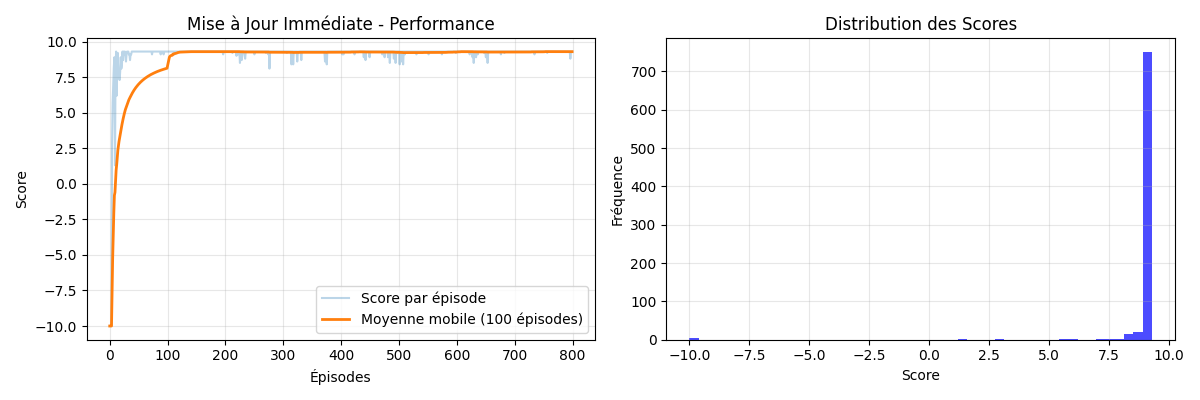 Mise à Jour Immédiate - Performance
10.0
7.5
5.0
2.5
0.0
−2.5
−5.0
−7.5
−10.0
Score
Score par épisode
Moyenne mobile (100 épisodes)
0 100 200 300 400 500 600 700 800
Épisodes
Distribution des Scores
700
600
500
400
300
200
100
0
Fréquence
−10.0 −7.5 −5.0 −2.5 0.0 2.5 5.0 7.5 10.0
Score